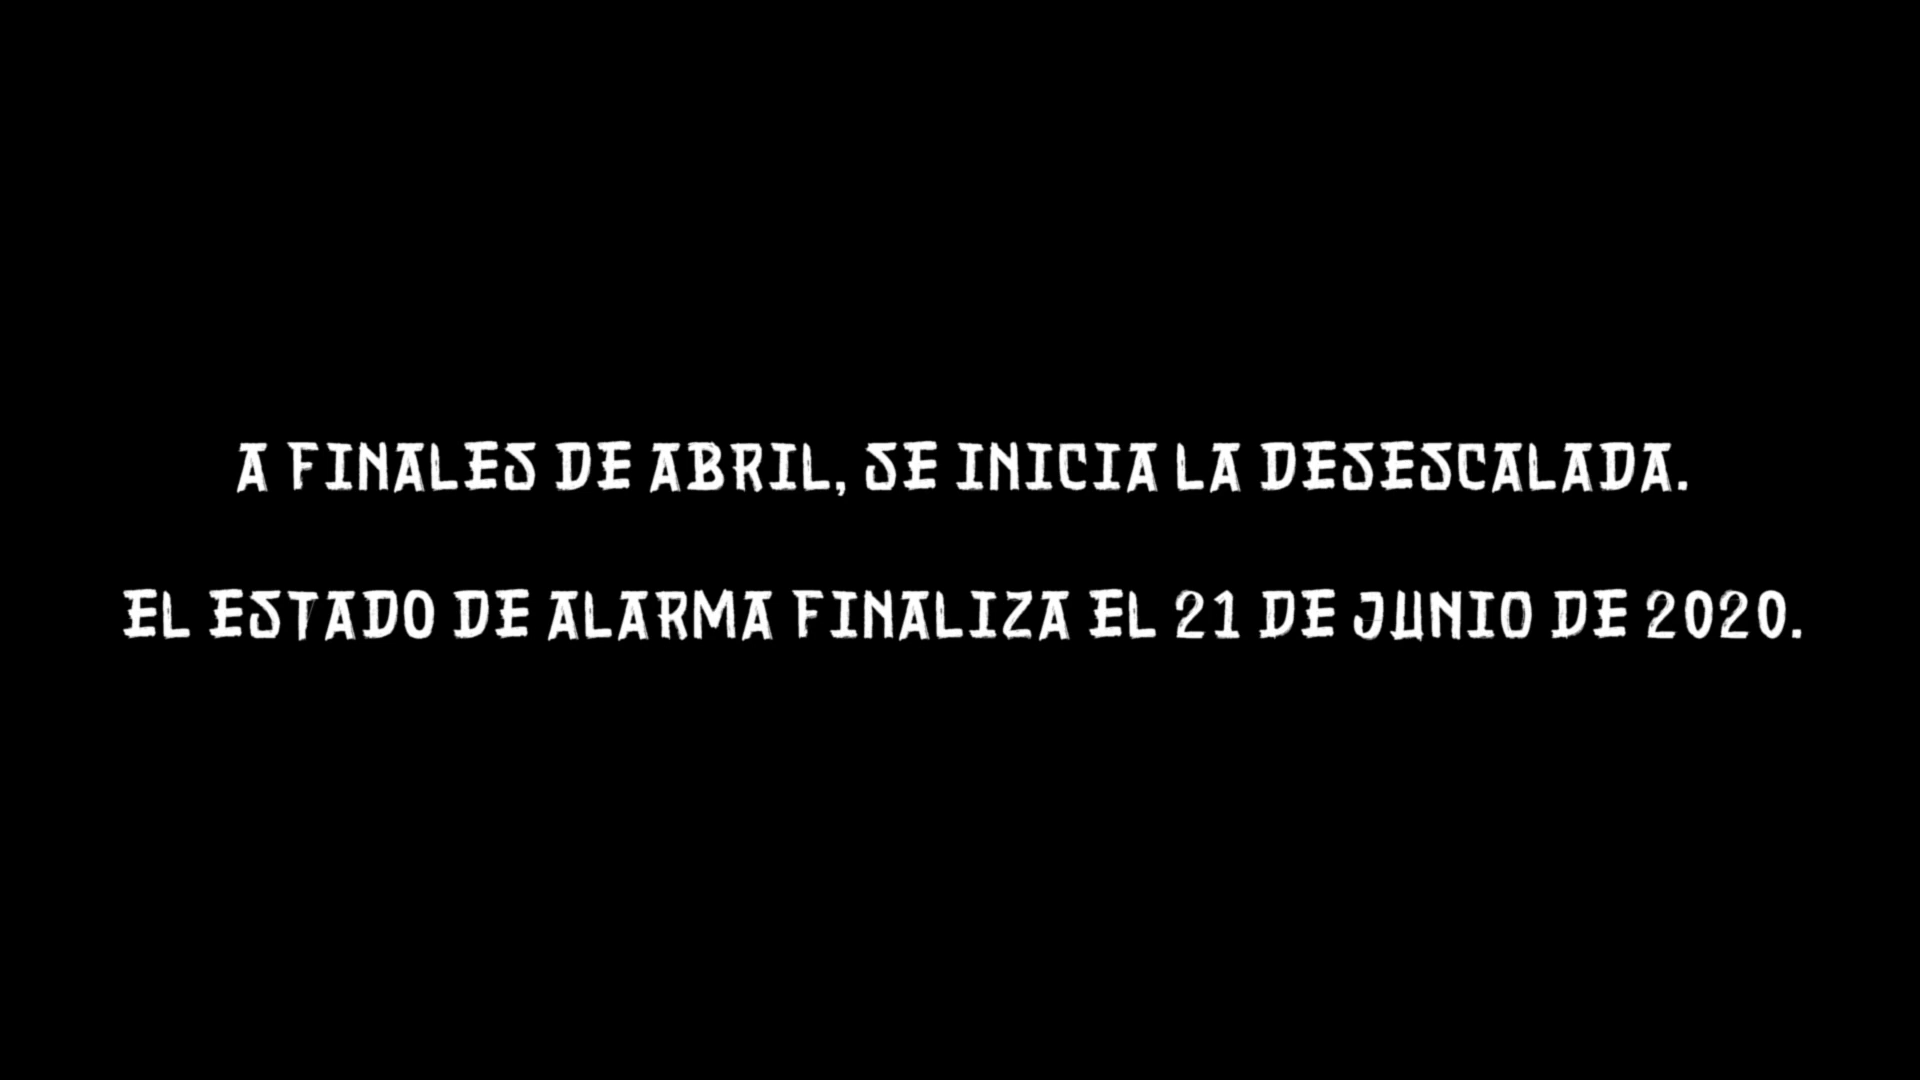 A FINALES DE ABRIL, SE INICIA LA DESESCALADA.
EL ESTADO DE ALARMA FINALIZA EL 21 DE JUNIO DE 2020.